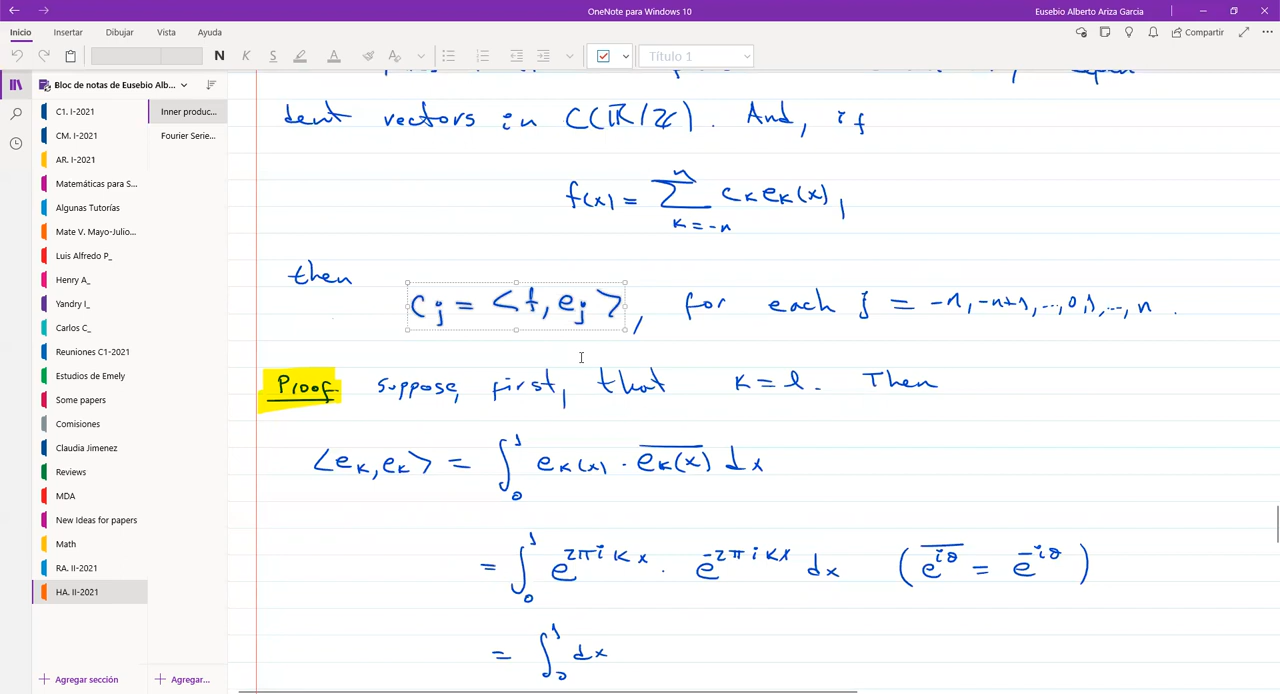 OneNote para Windows 10
Eusebio Alberto Ariza Garcia
Inicio Insertar Dibujar Vista Ayuda
Compartir
N K S A A Título 1
Bloc de notas de Eusebio Alb...
C1. I-2021
CM. I-2021
AR. I-2021
Matemáticas para S...
Algunas Tutorías
Mate V. Mayo-Julio...
Luis Alfredo P_
Henry A_
Yandry I_
Carlos C_
Reuniones C1-2021
Estudios de Emely
Some papers
Comisiones
Claudia Jimenez
Reviews
MDA
New Ideas for papers
Math
RA. II-2021
HA. II-2021
Agregar sección
Inner produc...
Fourier Serie...
Agregar...
dent vectors in C(ℝ/ℤ). And, if
f(x) = ∑_{k=-n}^{n} c_k e_k(x),
then c_j = <f, e_j>, for each j = -n, -n+1, ..., 0, 1, ..., n.
Proof. Suppose, first, that k = l. Then
<e_k, e_k> = ∫_0^1 e_k(x) · \overline{e_k(x)} dx
= ∫_0^1 e^{2πikx} · e^{-2πikx} dx (\overline{e^{iθ}} = e^{-iθ})
= ∫_0^1 dx